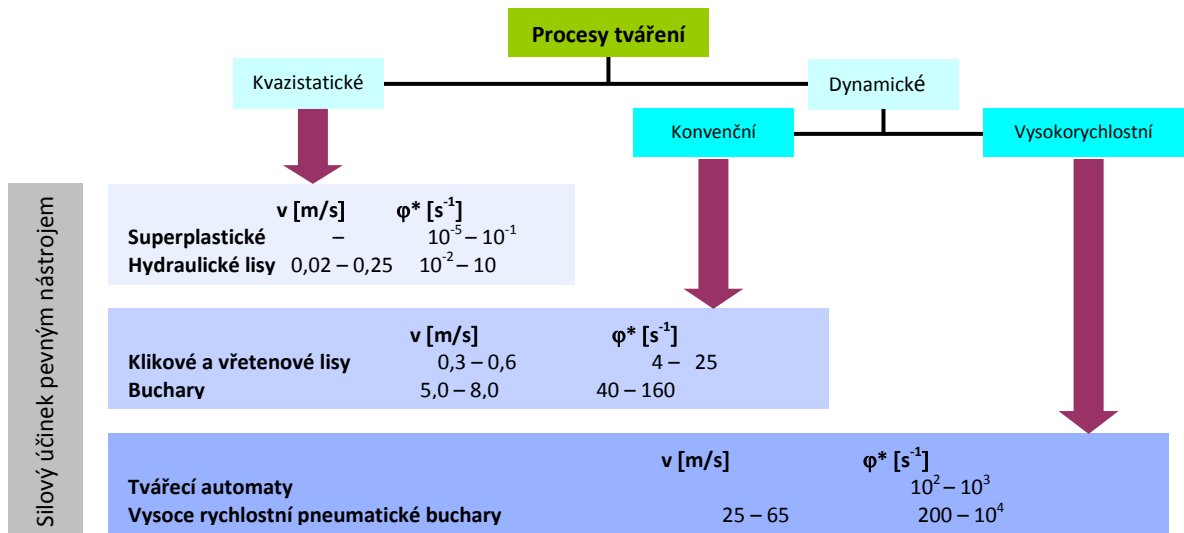 Procesy tváření
Kvazistatické
Dynamické
Konvenční
Vysokorychlostní
Silový účinek pevným nástrojem
v [m/s] φ* [s⁻¹]
Superplastické – 10⁻⁵ – 10⁻¹
Hydraulické lisy 0,02 – 0,25 10⁻² – 10
v [m/s] φ* [s⁻¹]
Klikové a vřetenové lisy 0,3 – 0,6 4 – 25
Buchary 5,0 – 8,0 40 – 160
v [m/s] φ* [s⁻¹]
Tvářecí automaty 10² – 10³
Vysoce rychlostní pneumatické buchary 25 – 65 200 – 10⁴